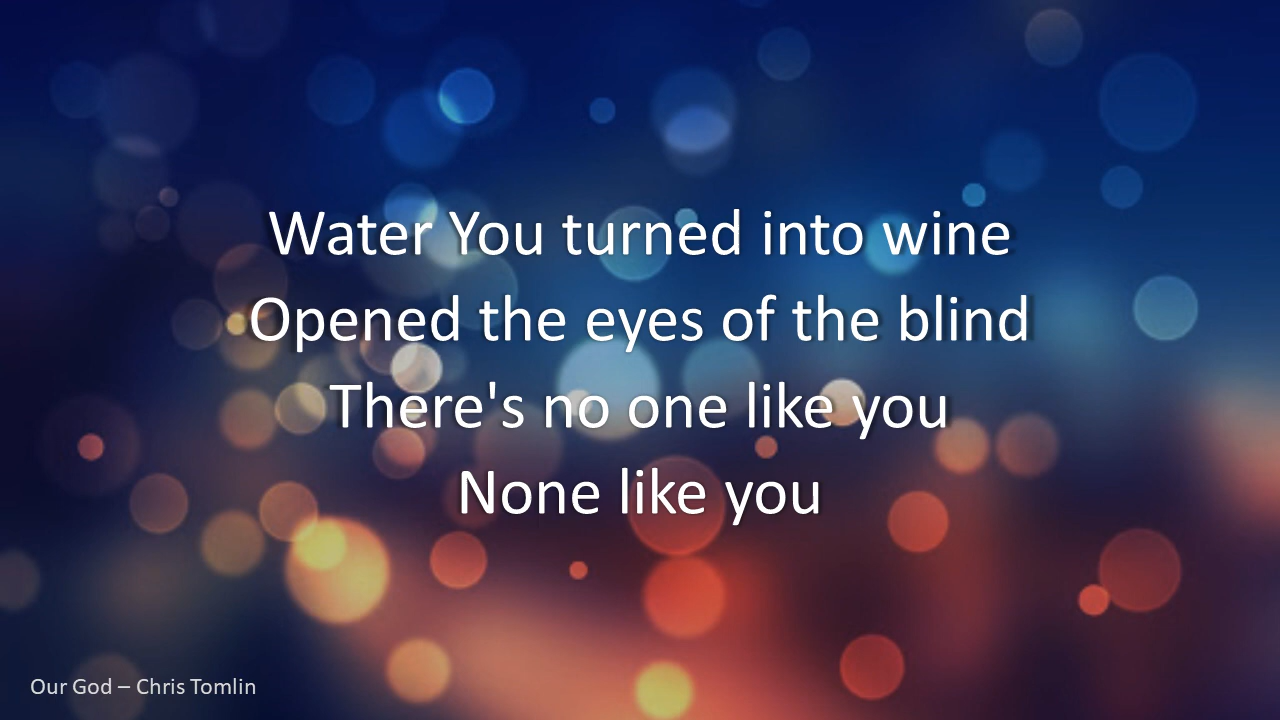 Water You turned into wine
Opened the eyes of the blind
There's no one like you
None like you
Our God – Chris Tomlin